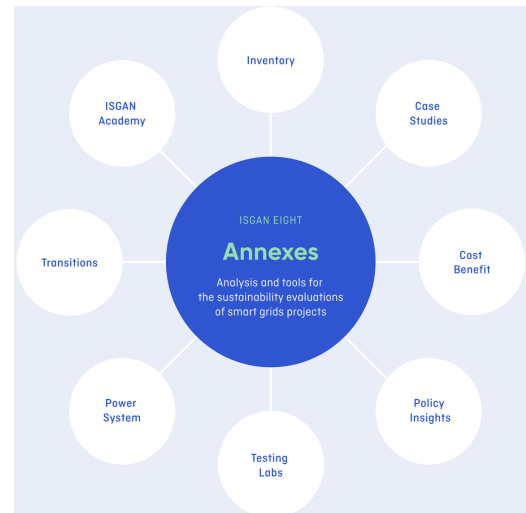 Inventory
ISGAN
Academy
Case
Studies
ISGAN EIGHT
Annexes
Analysis and tools for
the sustainability evaluations
of smart grids projects
Transitions
Cost
Benefit
Power
System
Policy
Insights
Testing
Labs